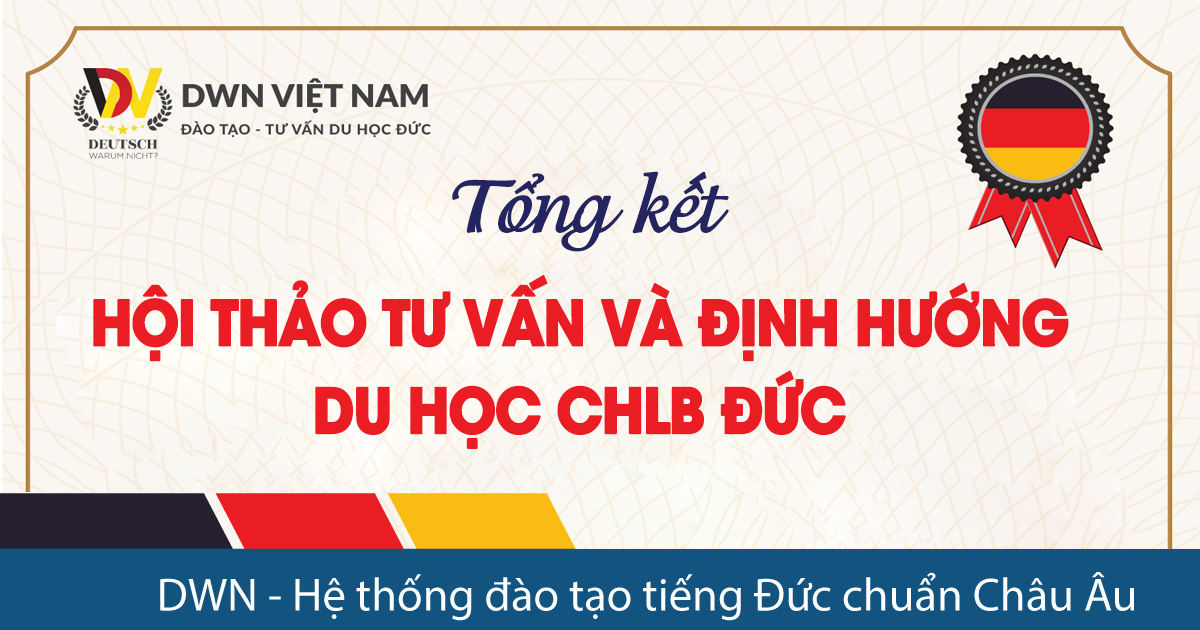 DWN VIỆT NAM
ĐÀO TẠO - TƯ VẤN DU HỌC ĐỨC
DEUTSCH
WARUM NICHT?
Tổng kết
HỘI THẢO TƯ VẤN VÀ ĐỊNH HƯỚNG
DU HỌC CHLB ĐỨC
DWN - Hệ thống đào tạo tiếng Đức chuẩn Châu Âu